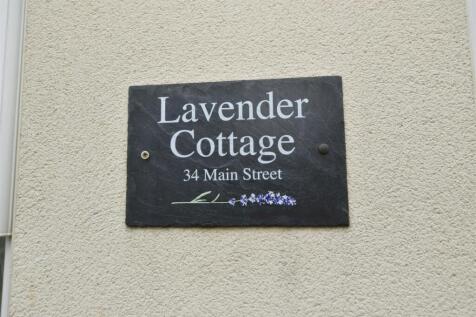 Lavender
Cottage
34 Main Street